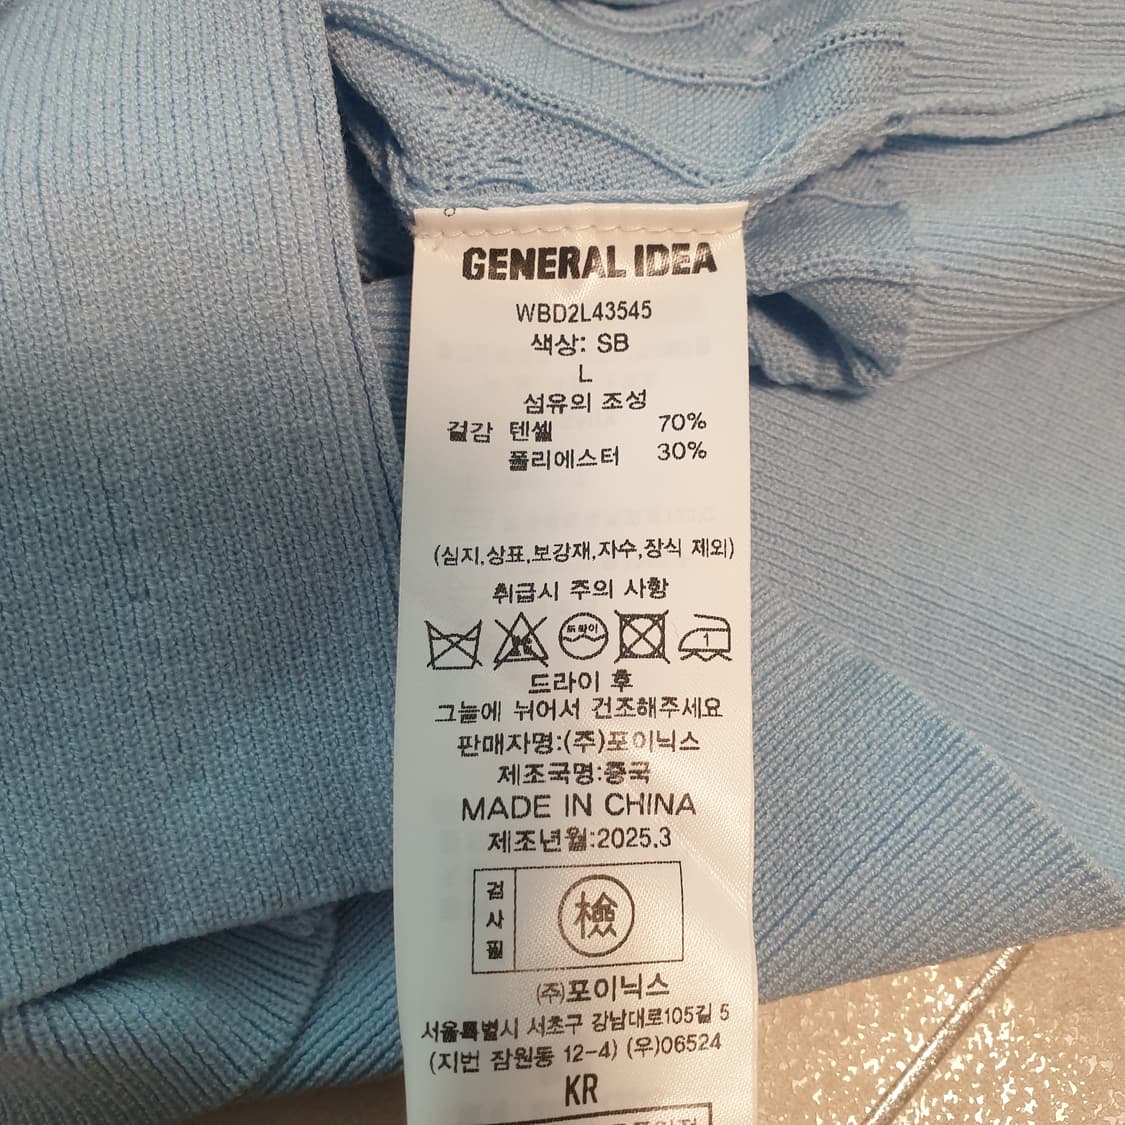 GENERAL IDEA
WBD2L43545
색상: SB
L
섬유의 조성
겉감 텐셀 70%
폴리에스터 30%
(심지,상표,보강재,자수,장식 제외)
취급시 주의 사항
드라이
1
드라이 후
그늘에 뉘어서 건조해주세요
판매자명:(주)포이닉스
제조국명:중국
MADE IN CHINA
제조년월:2025.3
검사필
檢
㈜포이닉스
서울특별시 서초구 강남대로105길 5
(지번 잠원동 12-4) (우)06524
KR